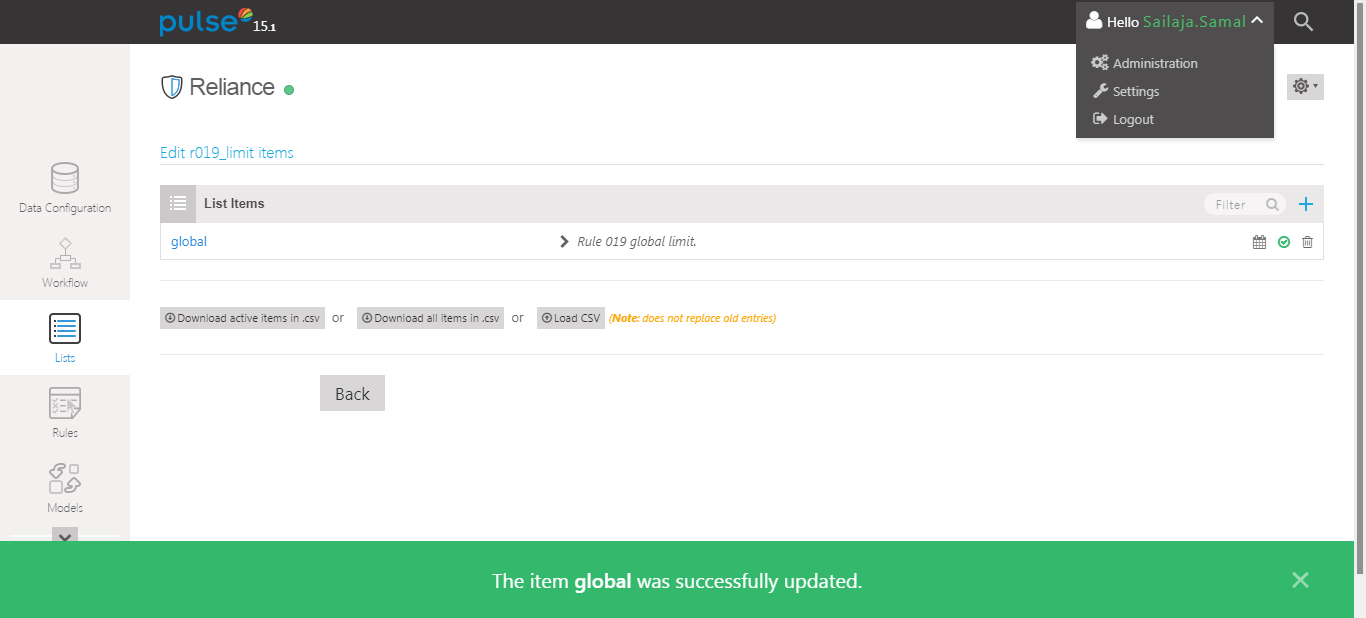 pulse 15.1
Hello Sailaja.Samal
Administration
Settings
Logout
Reliance
Edit r019_limit items
List Items
Filter
global
Rule 019 global limit.
Download active items in .csv or Download all items in .csv or Load CSV (Note: does not replace old entries)
Back
Data Configuration
Workflow
Lists
Rules
Models
The item global was successfully updated.